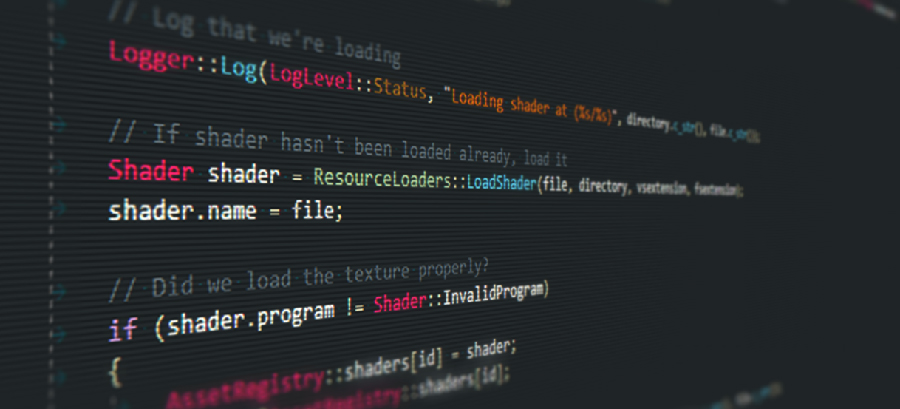 // Log that we're loading
Logger::Log(LogLevel::Status, "Loading shader at (%s/%s)", directory.c_str(), file.c_str());
// If shader hasn't been loaded already, load it
Shader shader = ResourceLoaders::LoadShader(file, directory, vsextension, fsextension);
shader.name = file;
// Did we load the texture properly?
if (shader.program != Shader::InvalidProgram)
{
AssetRegistry::shaders[id] = shader;
AssetRegistry::shaders[id];